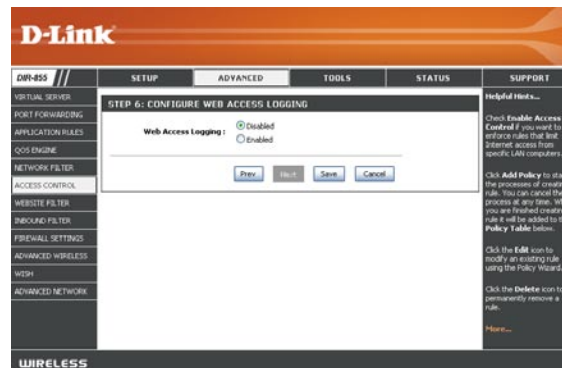 D-Link
DIR-855
SETUP
ADVANCED
TOOLS
STATUS
SUPPORT
VIRTUAL SERVER
PORT FORWARDING
APPLICATION RULES
QOS ENGINE
NETWORK FILTER
ACCESS CONTROL
WEBSITE FILTER
INBOUND FILTER
FIREWALL SETTINGS
ADVANCED WIRELESS
WISH
ADVANCED NETWORK
STEP 6: CONFIGURE WEB ACCESS LOGGING
Web Access Logging :
Disabled
Enabled
Prev
Next
Save
Cancel
Helpful Hints...
Check Enable Access
Control if you want to
enforce rules that limit
Internet access from
specific LAN computers.
Click Add Policy to sta
the processes of creatin
rule. You can cancel the
process at any time. Wh
you are finished creatin
rule it will be added to t
Policy Table below.
Click the Edit icon to
modify an existing rule
using the Policy Wizard.
Click the Delete icon to
permanently remove a
rule.
More...
WIRELESS